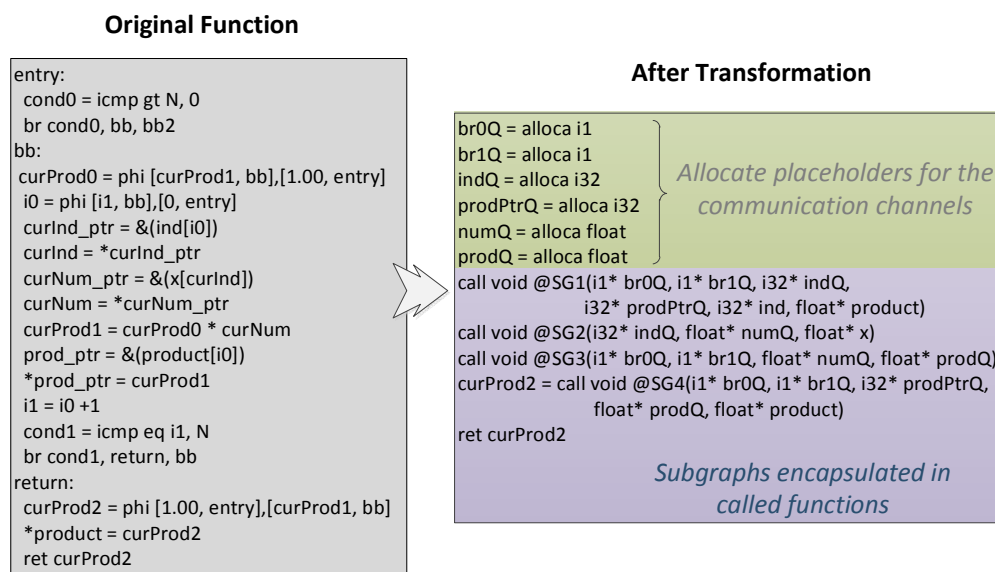 Original Function
entry:
cond0 = icmp gt N, 0
br cond0, bb, bb2
bb:
curProd0 = phi [curProd1, bb],[1.00, entry]
i0 = phi [i1, bb],[0, entry]
curInd_ptr = &(ind[i0])
curInd = *curInd_ptr
curNum_ptr = &(x[curInd])
curNum = *curNum_ptr
curProd1 = curProd0 * curNum
prod_ptr = &(product[i0])
*prod_ptr = curProd1
i1 = i0 +1
cond1 = icmp eq i1, N
br cond1, return, bb
return:
curProd2 = phi [1.00, entry],[curProd1, bb]
*product = curProd2
ret curProd2
After Transformation
br0Q = alloca i1
br1Q = alloca i1
indQ = alloca i32
prodPtrQ = alloca i32
numQ = alloca float
prodQ = alloca float
Allocate placeholders for the
communication channels
call void @SG1(i1* br0Q, i1* br1Q, i32* indQ,
i32* prodPtrQ, i32* ind, float* product)
call void @SG2(i32* indQ, float* numQ, float* x)
call void @SG3(i1* br0Q, i1* br1Q, float* numQ, float* prodQ)
curProd2 = call void @SG4(i1* br0Q, i1* br1Q, i32* prodPtrQ,
float* prodQ, float* product)
ret curProd2
Subgraphs encapsulated in
called functions